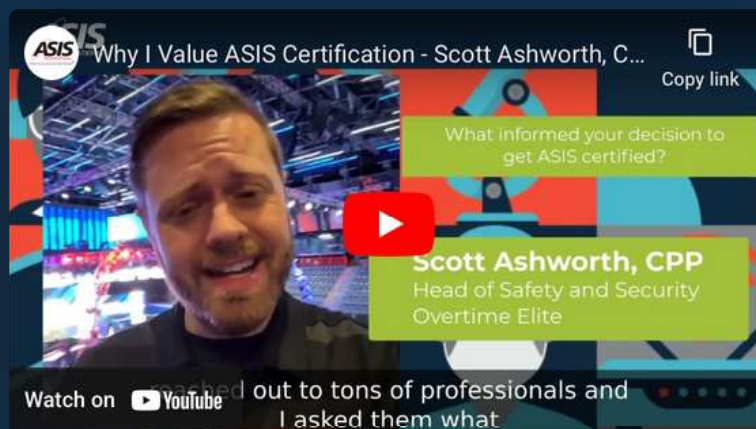 ASIS
Why I Value ASIS Certification - Scott Ashworth, C...
Copy link
What informed your decision to
get ASIS certified?
Scott Ashworth, CPP
Head of Safety and Security
Overtime Elite
reached out to tons of professionals and
I asked them what
Watch on YouTube